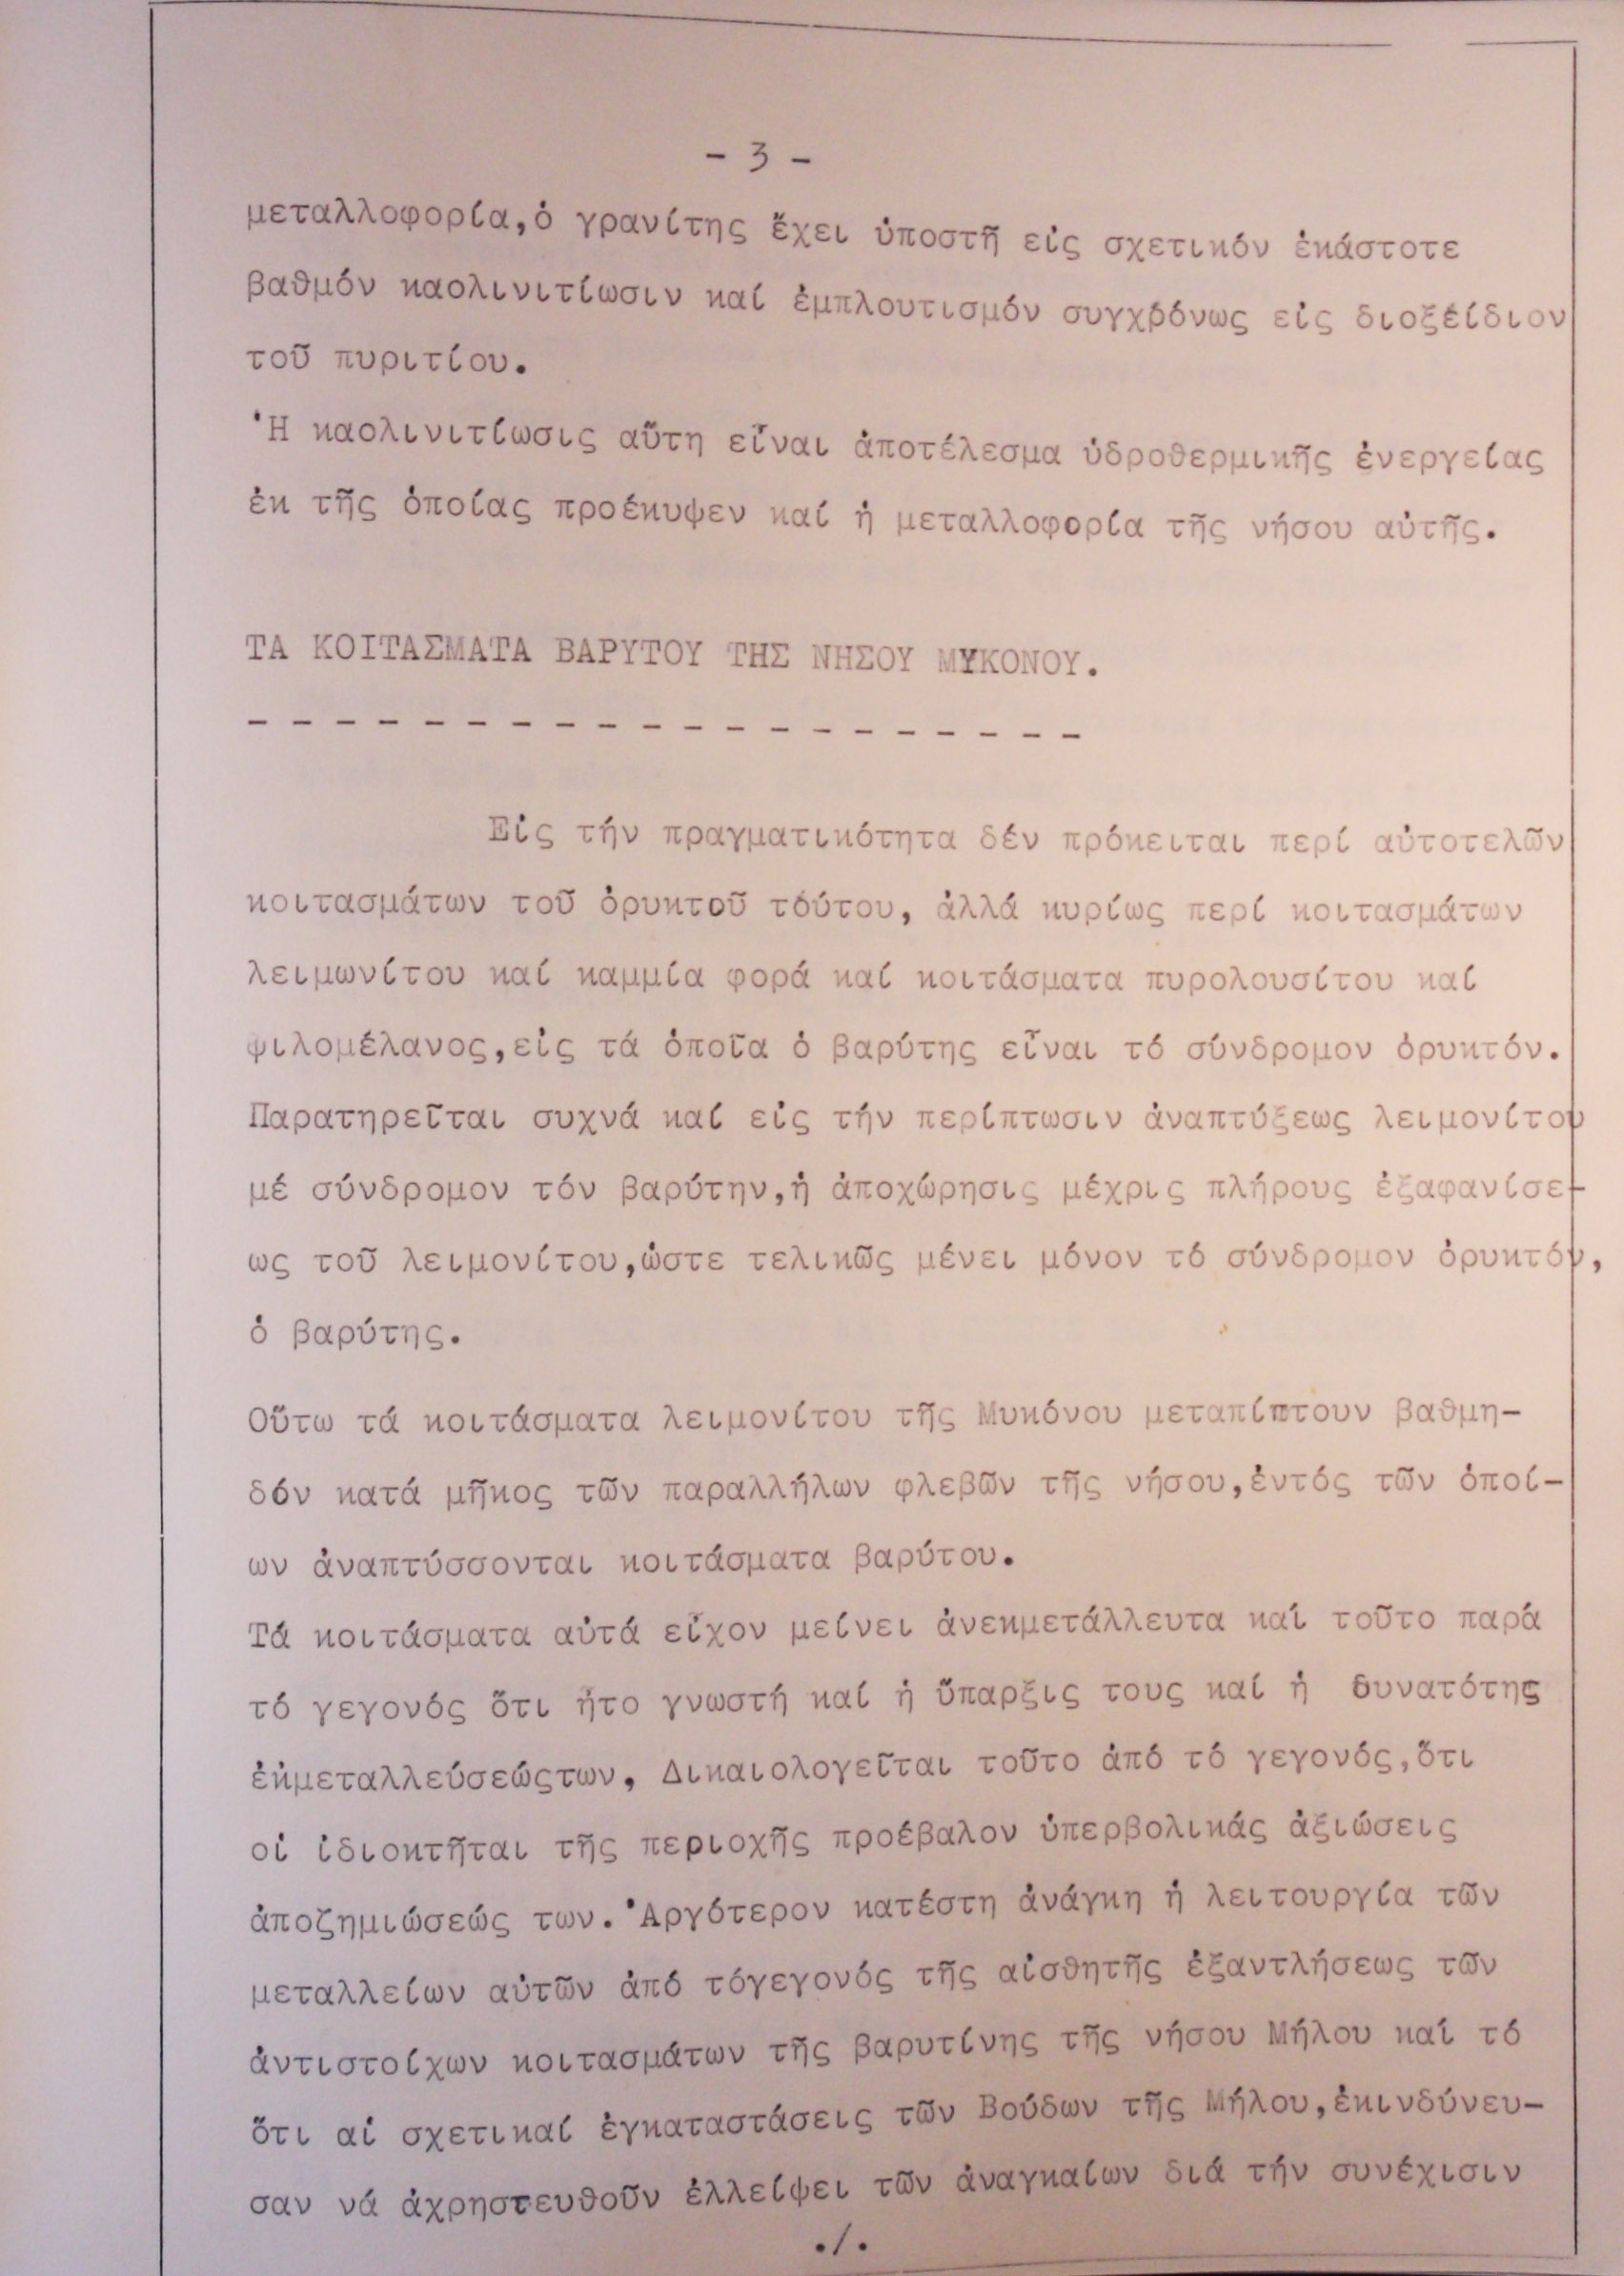 - 3 -
μεταλλοφορία,ὁ γρανίτης ἔχει ὑποστῆ εἰς σχετικόν ἑκάστοτε
βαθμόν καολινιτίωσιν καί ἐμπλουτισμόν συγχρόνως εἰς διοξείδιον
τοῦ πυριτίου.
Ἡ καολινιτίωσις αὕτη εἶναι ἀποτέλεσμα ὑδροθερμικῆς ἐνεργείας
ἐκ τῆς ὁποίας προέκυψεν καί ἡ μεταλλοφορία τῆς νήσου αὐτῆς.
ΤΑ ΚΟΙΤΑΣΜΑΤΑ ΒΑΡΥΤΟΥ ΤΗΣ ΝΗΣΟΥ ΜΥΚΟΝΟΥ.
- - - - - - - - - - - - - - - - - - - -
Εἰς τήν πραγματικότητα δέν πρόκειται περί αὐτοτελῶν
κοιτασμάτων τοῦ ὀρυκτοῦ τόύτου, ἀλλά κυρίως περί κοιτασμάτων
λειμωνίτου καί καμμία φορά καί κοιτάσματα πυρολουσίτου καί
ψιλομέλανος,εἰς τά ὁποῖα ὁ βαρύτης εἶναι τό σύνδρομον ὀρυκτόν.
Παρατηρεῖται συχνά καί εἰς τήν περίπτωσιν ἀναπτύξεως λειμονίτου
μέ σύνδρομον τόν βαρύτην,ἡ ἀποχώρησις μέχρις πλήρους ἐξαφανίσε-
ως τοῦ λειμονίτου,ὥστε τελικῶς μένει μόνον τό σύνδρομον ὀρυκτόν,
ὁ βαρύτης.
Οὕτω τά κοιτάσματα λειμονίτου τῆς Μυκόνου μεταπίπτουν βαθμη-
δόν κατά μῆκος τῶν παραλλήλων φλεβῶν τῆς νήσου,ἐντός τῶν ὁποί-
ων ἀναπτύσσονται κοιτάσματα βαρύτου.
Τά κοιτάσματα αὐτά εἶχον μείνει ἀνεκμετάλλευτα καί τοῦτο παρά
τό γεγονός ὅτι ἦτο γνωστή καί ἡ ὕπαρξις τους καί ἡ δυνατότης
ἐκμεταλλεύσεώςτων, Δικαιολογεῖται τοῦτο ἀπό τό γεγονός,ὅτι
οἱ ἰδιοκτῆται τῆς περιοχῆς προέβαλον ὑπερβολικάς ἀξιώσεις
ἀποζημιώσεώς των. Ἀργότερον κατέστη ἀνάγκη ἡ λειτουργία τῶν
μεταλλείων αὐτῶν ἀπό τόγεγονός τῆς αἰσθητῆς ἐξαντλήσεως τῶν
ἀντιστοίχων κοιτασμάτων τῆς βαρυτίνης τῆς νήσου Μήλου καί τό
ὅτι αἱ σχετικαί ἐγκαταστάσεις τῶν Βούδων τῆς Μήλου,ἐκινδύνευ-
σαν νά ἀχρηστευθοῦν ἐλλείψει τῶν ἀναγκαίων διά τήν συνέχισιν
./.